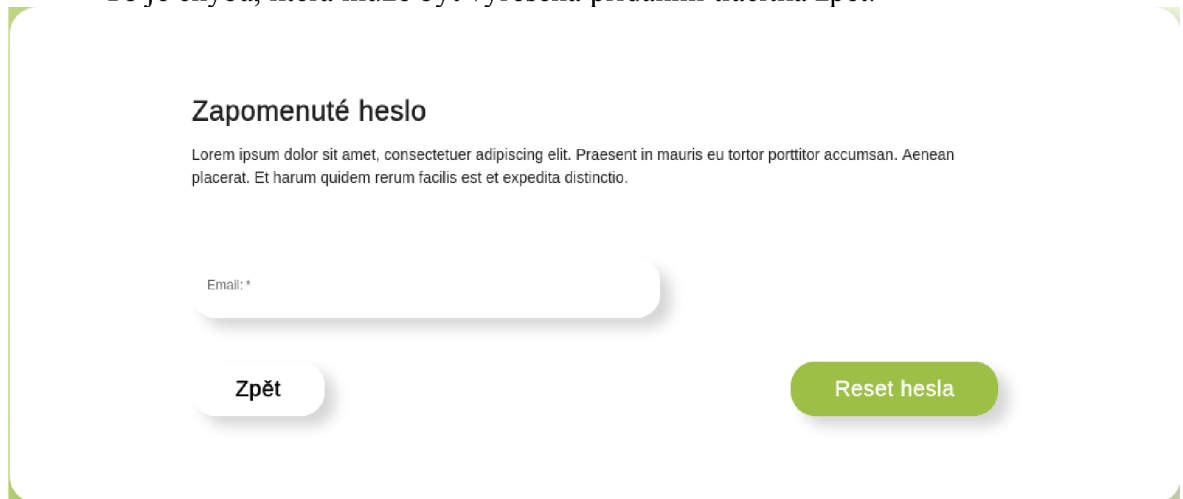 Zapomenuté heslo
Lorem ipsum dolor sit amet, consectetuer adipiscing elit. Praesent in mauris eu tortor porttitor accumsan. Aenean
placerat. Et harum quidem rerum facilis est et expedita distinctio.
Email: *
Zpět
Reset hesla